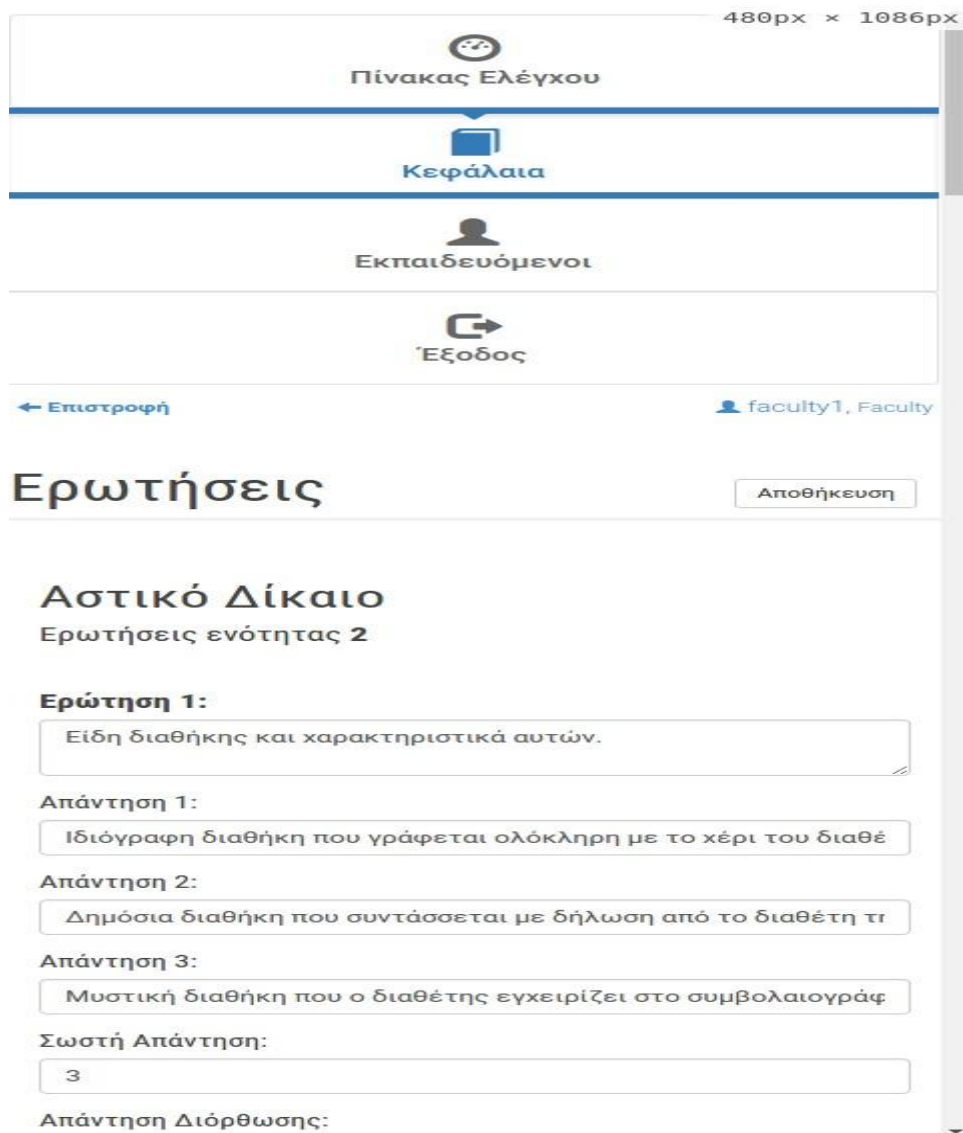 480px × 1086px
Πίνακας Ελέγχου
Κεφάλαια
Εκπαιδευόμενοι
Έξοδος
Επιστροφή
faculty1, Faculty
Ερωτήσεις
Αποθήκευση
Αστικό Δίκαιο
Ερωτήσεις ενότητας 2
Ερώτηση 1:
Είδη διαθήκης και χαρακτηριστικά αυτών.
Απάντηση 1:
Ιδιόγραφη διαθήκη που γράφεται ολόκληρη με το χέρι του διαθέ
Απάντηση 2:
Δημόσια διαθήκη που συντάσσεται με δήλωση από το διαθέτη
Απάντηση 3:
Μυστική διαθήκη που ο διαθέτης εγχειρίζει στο συμβολαιογράφ
Σωστή Απάντηση:
3
Απάντηση Διόρθωσης: